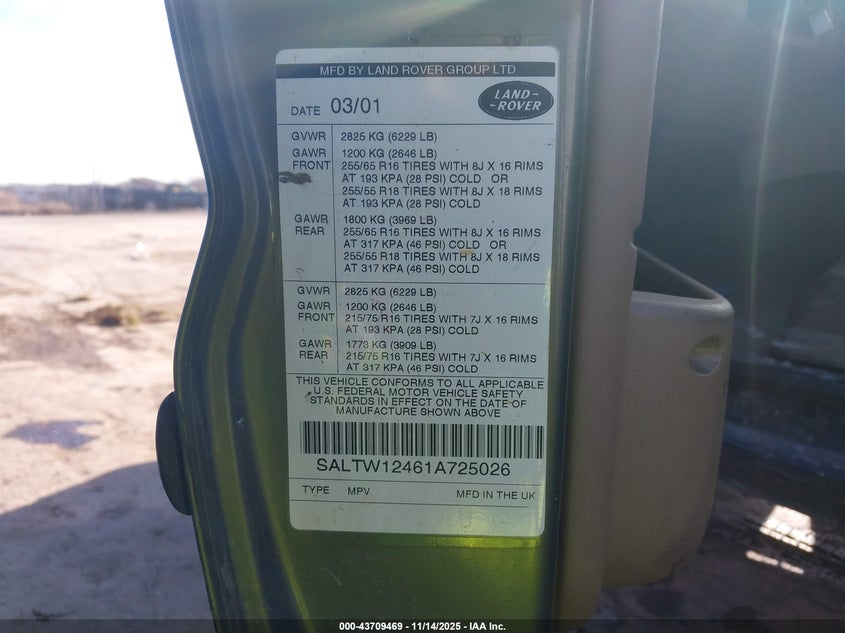 MFD BY LAND ROVER GROUP LTD
DATE 03/01
LAND-
-ROVER
GVWR 2825 KG (6229 LB)
GAWR 1200 KG (2646 LB)
FRONT 255/65 R16 TIRES WITH 8J X 16 RIMS
AT 193 KPA (28 PSI) COLD OR
255/55 R18 TIRES WITH 8J X 18 RIMS
AT 193 KPA (28 PSI) COLD
GAWR 1800 KG (3969 LB)
REAR 255/65 R16 TIRES WITH 8J X 16 RIMS
AT 317 KPA (46 PSI) COLD OR
255/55 R18 TIRES WITH 8J X 18 RIMS
AT 317 KPA (46 PSI) COLD
GVWR 2825 KG (6229 LB)
GAWR 1200 KG (2646 LB)
FRONT 215/75 R16 TIRES WITH 7J X 16 RIMS
AT 193 KPA (28 PSI) COLD
GAWR 1773 KG (3909 LB)
REAR 215/75 R16 TIRES WITH 7J X 16 RIMS
AT 317 KPA (46 PSI) COLD
THIS VEHICLE CONFORMS TO ALL APPLICABLE
U.S. FEDERAL MOTOR VEHICLE SAFETY
STANDARDS IN EFFECT ON THE DATE OF
MANUFACTURE SHOWN ABOVE
SALTW12461A725026
TYPE MPV MFD IN THE UK
000-43709469 - 11/14/2025 - IAA Inc.